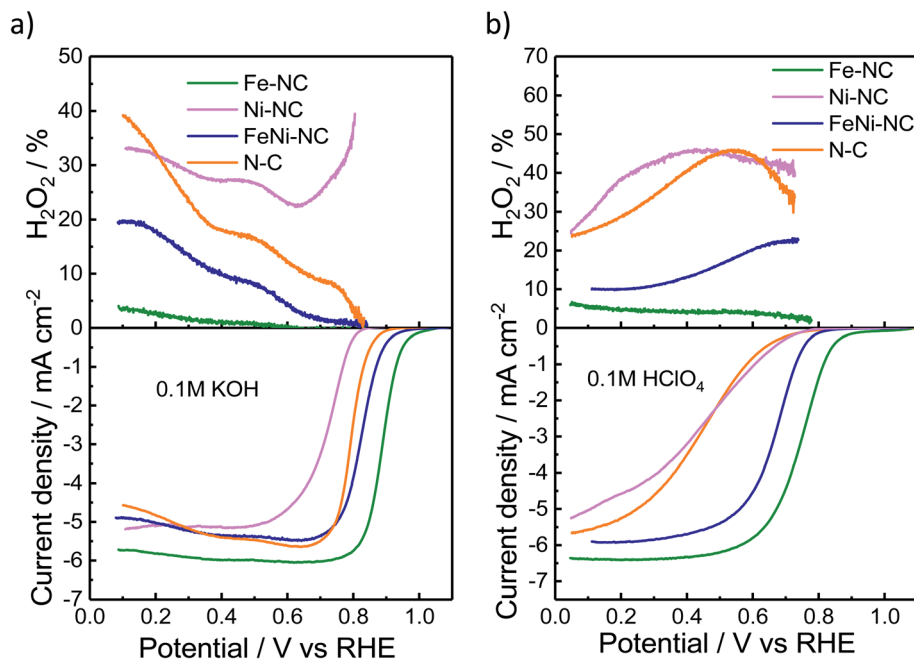 a)
50
40
30
20
10
0
H₂O₂ / %
Fe-NC
Ni-NC
FeNi-NC
N-C
-1
-2
-3
-4
-5
-6
-7
Current density / mA cm⁻²
0.1M KOH
0.0 0.2 0.4 0.6 0.8 1.0
Potential / V vs RHE
b)
70
60
50
40
30
20
10
0
H₂O₂ / %
Fe-NC
Ni-NC
FeNi-NC
N-C
-1
-2
-3
-4
-5
-6
-7
Current density / mA cm⁻²
0.1M HClO₄
0.0 0.2 0.4 0.6 0.8 1.0
Potential / V vs RHE